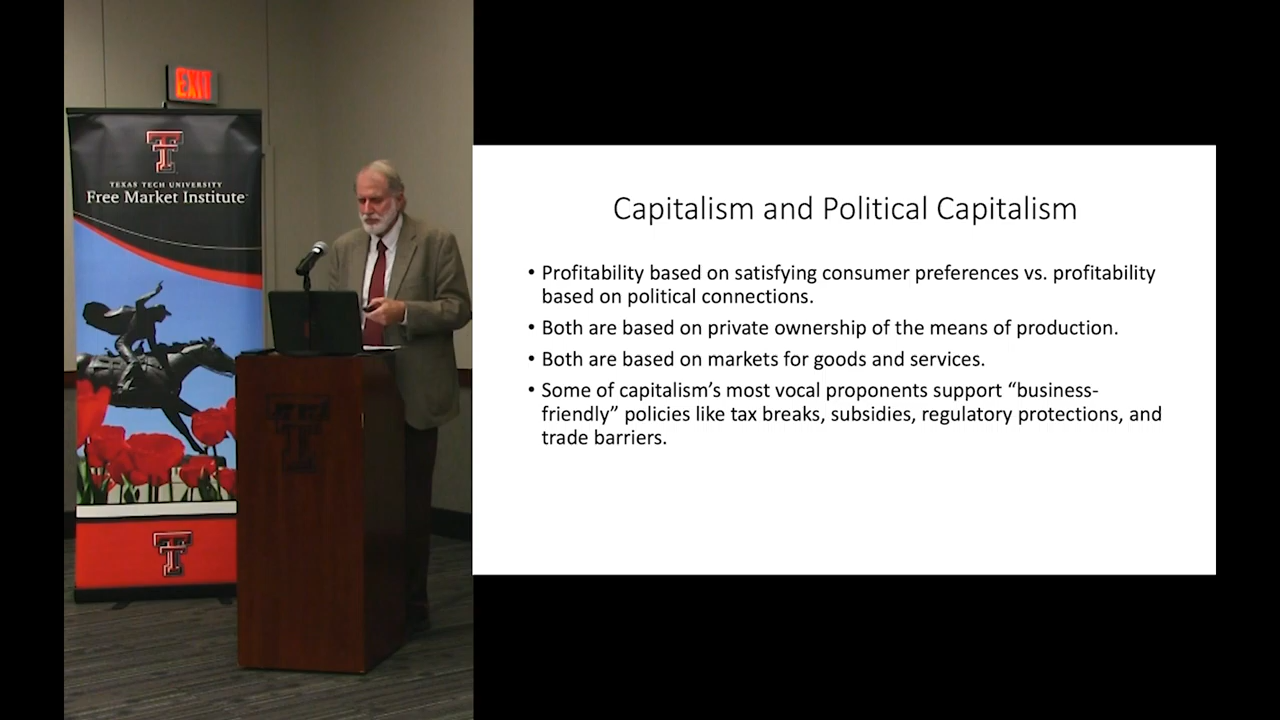 EXIT
TEXAS TECH UNIVERSITY
Free Market Institute
Capitalism and Political Capitalism
• Profitability based on satisfying consumer preferences vs. profitability
based on political connections.
• Both are based on private ownership of the means of production.
• Both are based on markets for goods and services.
• Some of capitalism’s most vocal proponents support “business-
friendly” policies like tax breaks, subsidies, regulatory protections, and
trade barriers.